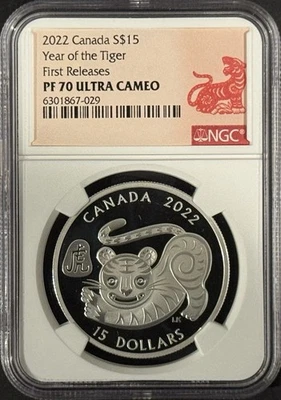 2022 Canada S$15
Year of the Tiger
First Releases
PF 70 ULTRA CAMEO
6301867-029
NGC
CANADA 2022
虎
15 DOLLARS